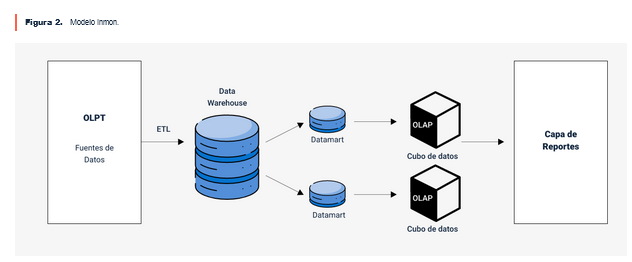 Figura 2. Modelo Inmon.
OLPT
Fuentes de
Datos
ETL
Data
Warehouse
Datamart
Datamart
OLAP
Cubo de datos
OLAP
Cubo de datos
Capa de
Reportes